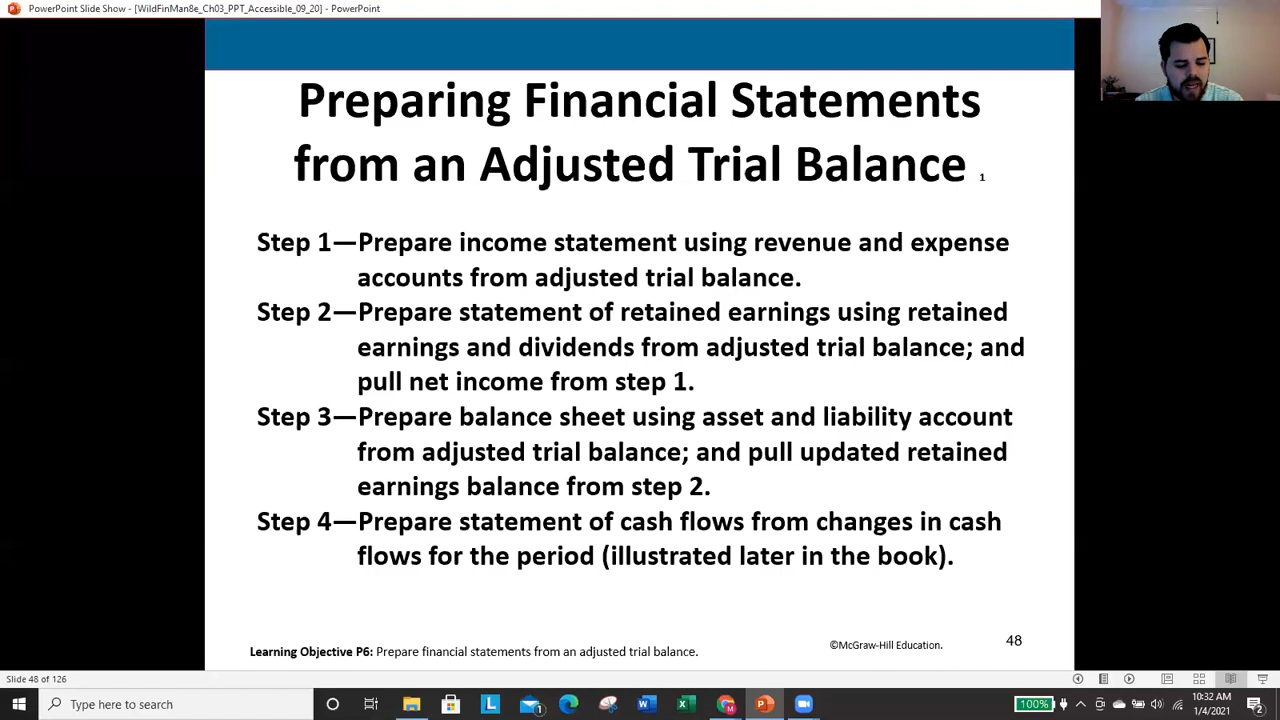 PowerPoint Slide Show - [WildFinMan8e_Ch03_PPT_Accessible_09_20] - PowerPoint
Preparing Financial Statements
from an Adjusted Trial Balance 1
Step 1—Prepare income statement using revenue and expense
accounts from adjusted trial balance.
Step 2—Prepare statement of retained earnings using retained
earnings and dividends from adjusted trial balance; and
pull net income from step 1.
Step 3—Prepare balance sheet using asset and liability account
from adjusted trial balance; and pull updated retained
earnings balance from step 2.
Step 4—Prepare statement of cash flows from changes in cash
flows for the period (illustrated later in the book).
Learning Objective P6: Prepare financial statements from an adjusted trial balance.
©McGraw-Hill Education.
48
Slide 48 of 126
Type here to search
100%
10:32 AM
1/4/2021